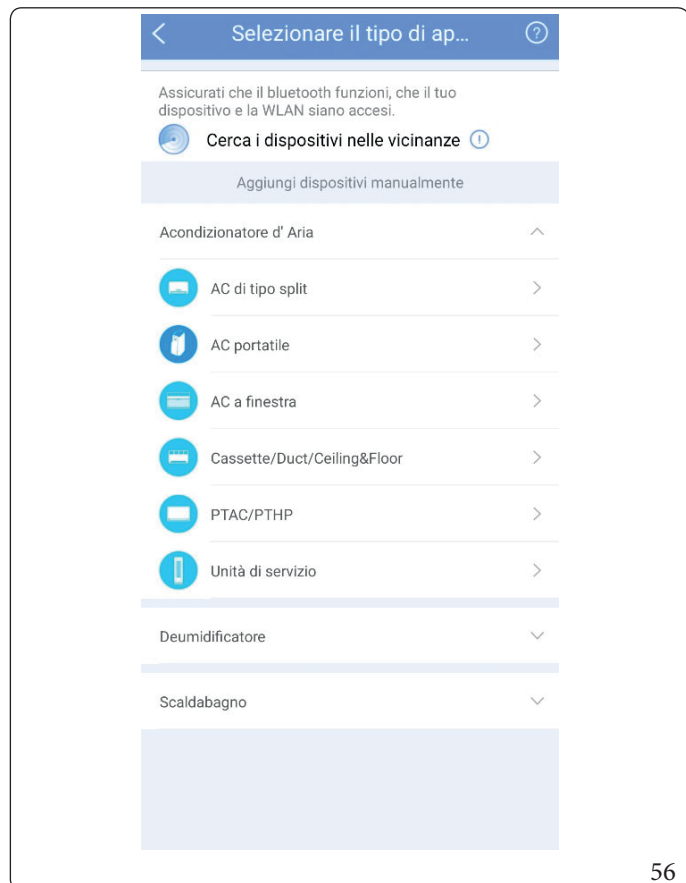 Selezionare il tipo di ap...
Assicurati che il bluetooth funzioni, che il tuo
dispositivo e la WLAN siano accesi.
Cerca i dispositivi nelle vicinanze
Aggiungi dispositivi manualmente
Acondizionatore d' Aria
AC di tipo split
AC portatile
AC a finestra
Cassette/Duct/Ceiling&Floor
PTAC/PTHP
Unità di servizio
Deumidificatore
Scaldabagno
56